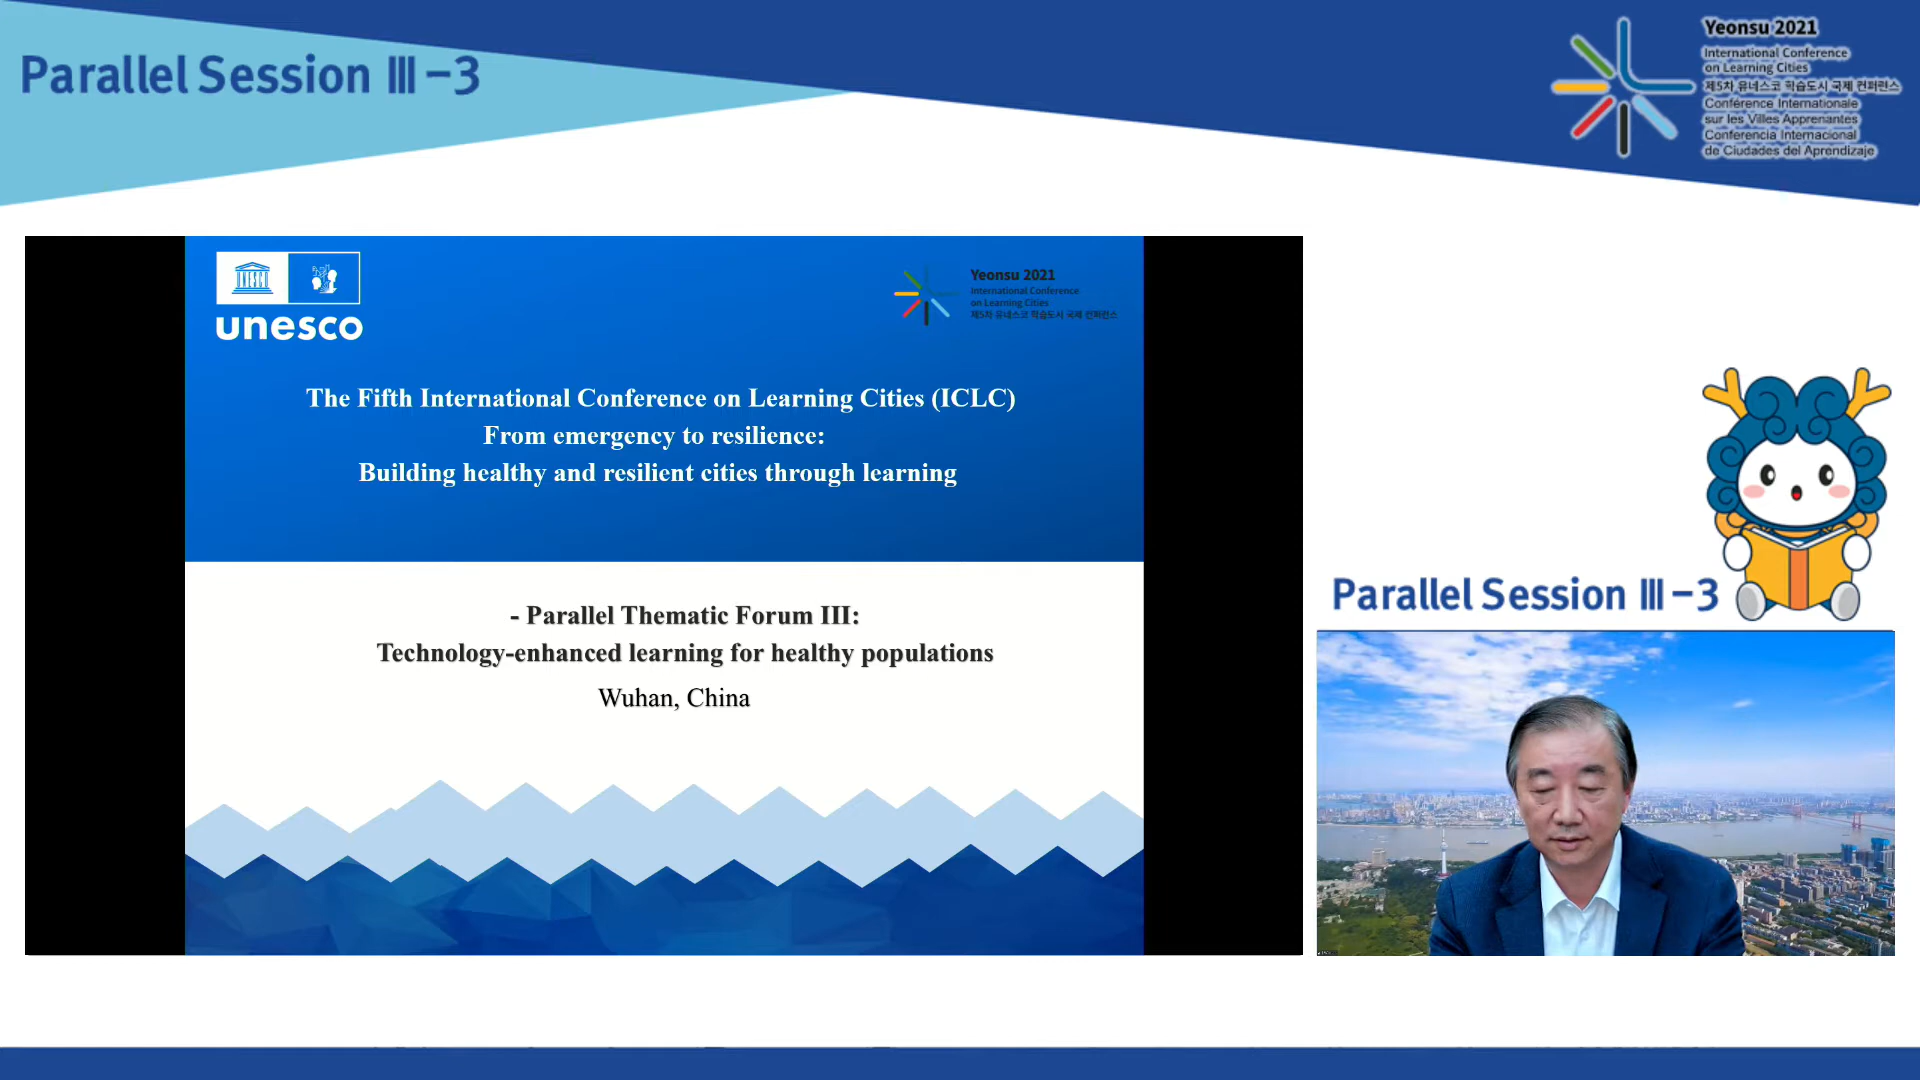 Parallel Session Ⅲ-3
Yeonsu 2021
International Conference
on Learning Cities
제5차 유네스코 학습도시 국제 컨퍼런스
Conférence Internationale
sur les Villes Apprenantes
Conferencia Internacional
de Ciudades del Aprendizaje
unesco
Yeonsu 2021
International Conference
on Learning Cities
제5차 유네스코 학습도시 국제 컨퍼런스
The Fifth International Conference on Learning Cities (ICLC)
From emergency to resilience:
Building healthy and resilient cities through learning
- Parallel Thematic Forum III:
Technology-enhanced learning for healthy populations
Wuhan, China
Parallel Session Ⅲ-3